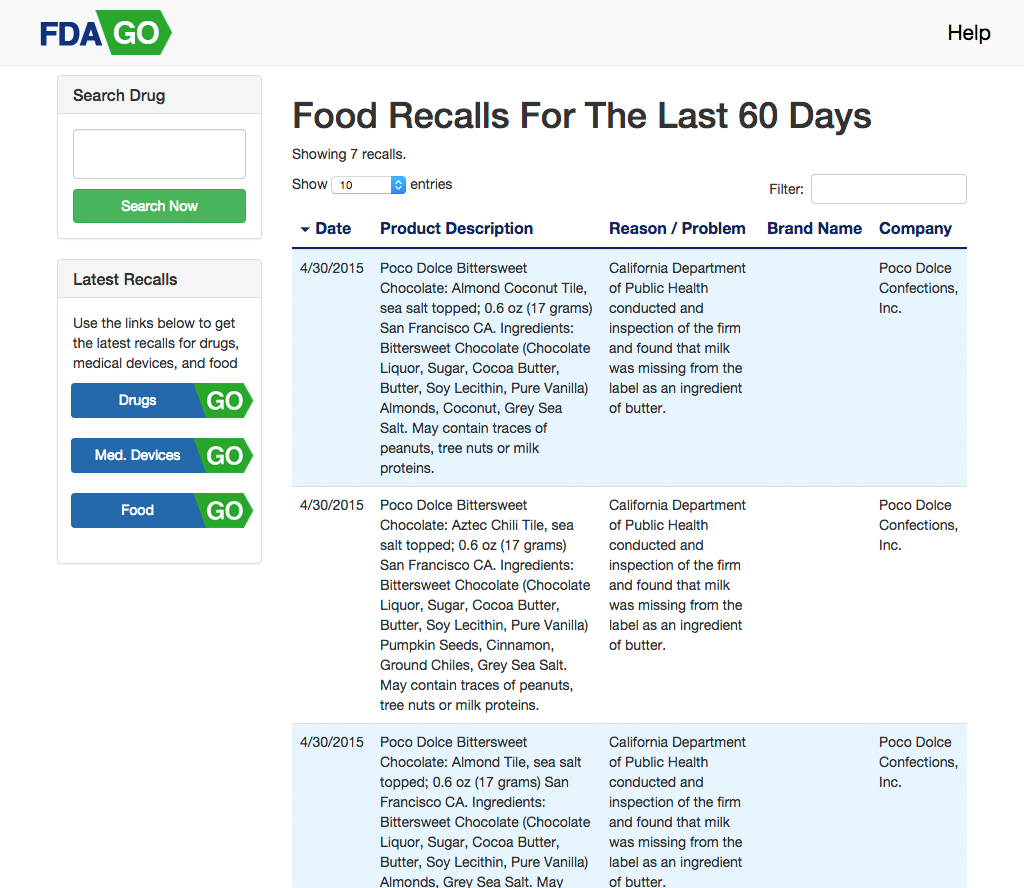 FDA GO
Help
Search Drug
Search Now
Latest Recalls
Use the links below to get
the latest recalls for drugs,
medical devices, and food
Drugs GO
Med. Devices GO
Food GO
Food Recalls For The Last 60 Days
Showing 7 recalls.
Show 10 entries
Filter:
Date Product Description Reason / Problem Brand Name Company
4/30/2015
Poco Dolce Bittersweet
Chocolate: Almond Coconut Tile,
sea salt topped; 0.6 oz (17 grams)
San Francisco CA. Ingredients:
Bittersweet Chocolate (Chocolate
Liquor, Sugar, Cocoa Butter,
Butter, Soy Lecithin, Pure Vanilla)
Almonds, Coconut, Grey Sea
Salt. May contain traces of
peanuts, tree nuts or milk
proteins.
California Department
of Public Health
conducted and
inspection of the firm
and found that milk
was missing from the
label as an ingredient
of butter.
Poco Dolce
Confections,
Inc.
4/30/2015
Poco Dolce Bittersweet
Chocolate: Aztec Chili Tile, sea
salt topped; 0.6 oz (17 grams)
San Francisco CA. Ingredients:
Bittersweet Chocolate (Chocolate
Liquor, Sugar, Cocoa Butter,
Butter, Soy Lecithin, Pure Vanilla)
Pumpkin Seeds, Cinnamon,
Ground Chiles, Grey Sea Salt.
May contain traces of peanuts,
tree nuts or milk proteins.
California Department
of Public Health
conducted and
inspection of the firm
and found that milk
was missing from the
label as an ingredient
of butter.
Poco Dolce
Confections,
Inc.
4/30/2015
Poco Dolce Bittersweet
Chocolate: Almond Tile, sea salt
topped; 0.6 oz (17 grams) San
Francisco CA. Ingredients:
Bittersweet Chocolate (Chocolate
Liquor, Sugar, Cocoa Butter,
Butter, Soy Lecithin, Pure Vanilla)
Almonds, Grey Sea Salt. May
California Department
of Public Health
conducted and
inspection of the firm
and found that milk
was missing from the
label as an ingredient
of butter.
Poco Dolce
Confections,
Inc.